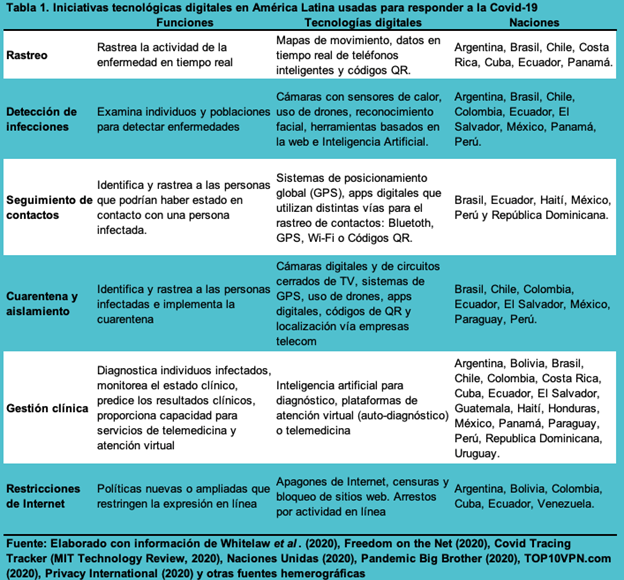 Tabla 1. Iniciativas tecnológicas digitales en América Latina usadas para responder a la Covid-19
Funciones
Tecnologías digitales
Naciones
Rastreo
Rastrea la actividad de la
enfermedad en tiempo real
Mapas de movimiento, datos en
tiempo real de teléfonos
inteligentes y códigos QR.
Argentina, Brasil, Chile, Costa
Rica, Cuba, Ecuador, Panamá.
Detección de
infecciones
Examina individuos y poblaciones
para detectar enfermedades
Cámaras con sensores de calor,
uso de drones, reconocimiento
facial, herramientas basados en
la web e Inteligencia Artificial.
Argentina, Brasil, Chile,
Colombia, Ecuador, El
Salvador, México, Panamá,
Perú.
Seguimiento de
contactos
Identifica y rastrea a las personas
que podrían haber estado en
contacto con una persona
infectada.
Sistemas de posicionamiento
global (GPS), apps digitales que
utilizan distintas vías para el
rastreo de contactos: Bluetoth,
GPS, Wi-Fi o Códigos QR.
Brasil, Ecuador, Haití, México,
Perú y República Dominicana.
Cuarentena y
aislamiento
Identifica y rastrea a las personas
infectadas e implementa la
cuarentena
Cámaras digitales y de circuitos
cerrados de TV, sistemas de
GPS, uso de drones, apps
digitales, códigos de QR y
localización vía empresas
telecom
Brasil, Chile, Colombia,
Ecuador, El Salvador, México,
Paraguay, Perú.
Gestión clínica
Diagnostica individuos infectados,
monitorea el estado clínico,
predice los resultados clínicos,
proporciona capacidad para
servicios de telemedicina y
atención virtual
Inteligencia artificial para
diagnóstico, plataformas de
atención virtual (auto-diagnóstico)
o telemedicina
Argentina, Bolivia, Brasil,
Chile, Colombia, Costa Rica,
Cuba, Ecuador, El Salvador,
Guatemala, Haití, Honduras,
México, Panamá, Paraguay,
Perú, Republica Dominicana,
Uruguay.
Restricciones
de Internet
Políticas nuevas o ampliadas que
restringen la expresión en línea
Apagones de Internet, censuras y
bloqueo de sitios web. Arrestos
por actividad en línea
Argentina, Bolivia, Colombia,
Cuba, Ecuador, Venezuela.
Fuente: Elaborado con información de Whitelaw et al. (2020), Freedom on the Net (2020), Covid Tracing
Tracker (MIT Technology Review, 2020), Naciones Unidas (2020), Pandemic Big Brother (2020), TOP10VPN.com
(2020), Privacy International (2020) y otras fuentes hemerográficas